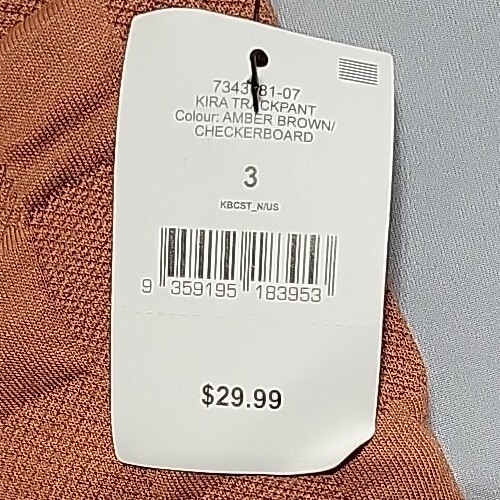 KIRA TRACKPANT
Colour: AMBER BROWN/
CHECKERBOARD
3
KBCST_N/US
9 359195 183953
$29.99